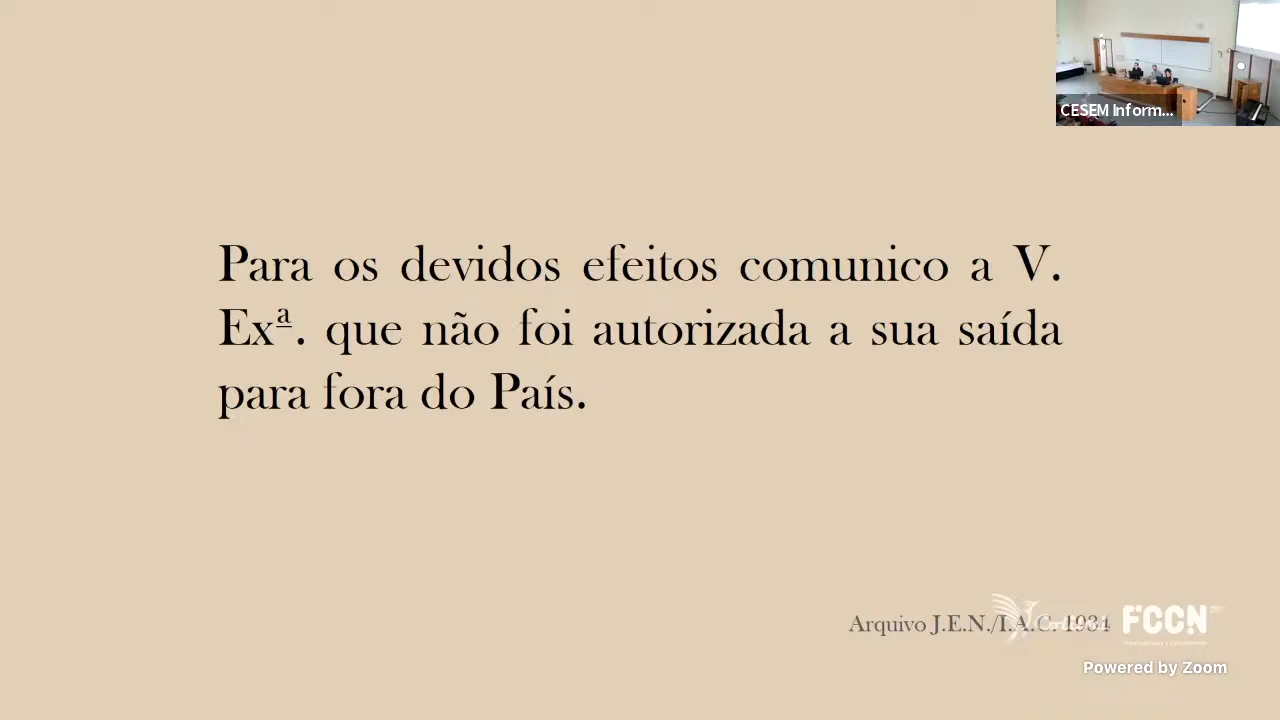 CESEM Inform...
Para os devidos efeitos comunico a V.
Exª. que não foi autorizada a sua saída
para fora do País.
Arquivo J.E.N./I.A.C. 1931
FCCN
Powered by Zoom